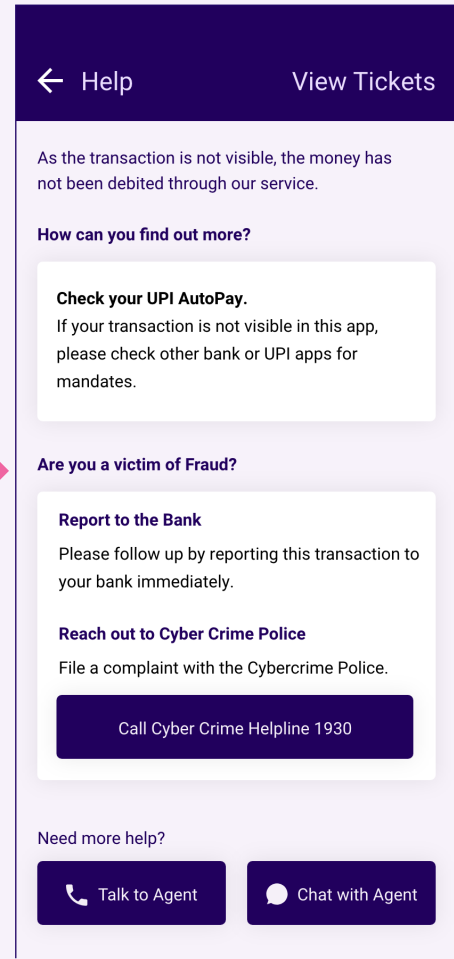 Help
View Tickets
As the transaction is not visible, the money has
not been debited through our service.
How can you find out more?
Check your UPI AutoPay.
If your transaction is not visible in this app,
please check other bank or UPI apps for
mandates.
Are you a victim of Fraud?
Report to the Bank
Please follow up by reporting this transaction to
your bank immediately.
Reach out to Cyber Crime Police
File a complaint with the Cybercrime Police.
Call Cyber Crime Helpline 1930
Need more help?
Talk to Agent
Chat with Agent